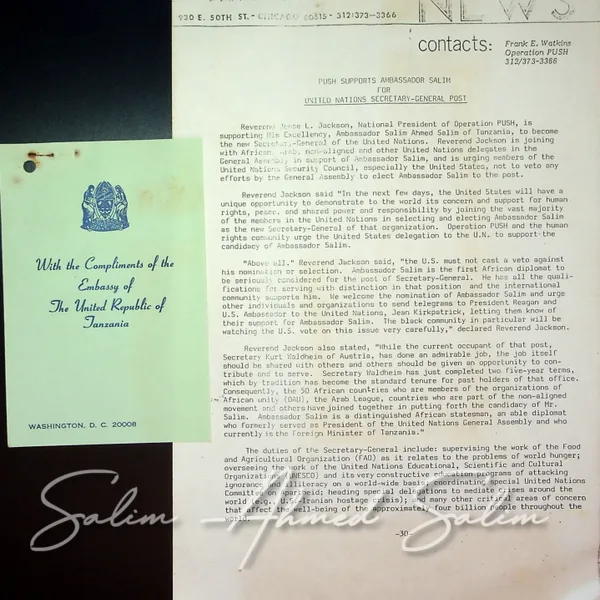 NEWS
930 E. 50TH ST. - CHICAGO 60615 - 312/373-3366
contacts: Frank E. Watkins
Operation PUSH
312/373-3366
PUSH SUPPORTS AMBASSADOR SALIM
FOR
UNITED NATIONS SECRETARY-GENERAL POST
Reverend Jesse L. Jackson, National President of Operation PUSH, is
supporting His Excellency, Ambassador Salim Ahmed Salim of Tanzania, to become
the new Secretary-General of the United Nations. Reverend Jackson is joining
with African, Arab, non-aligned and other United Nations delegates in the
General Assembly in support of Ambassador Salim, and is urging members of the
United Nations Security Council, especially the United States, not to veto any
efforts by the General Assembly to elect Ambassador Salim to the post.
Reverend Jackson said "In the next few days, the United States will have a
unique opportunity to demonstrate to the world its concern and support for human
rights, peace, and shared power and responsibility by joining the vast majority
of the members in the United Nations in selecting and electing Ambassador Salim
as the new Secretary-General of that organization. Operation PUSH and the human
rights community urge the United States delegation to the U.N. to support the
candidacy of Ambassador Salim.
"Above all." Reverend Jackson said, "the U.S. must not cast a veto against
his nomination or selection. Ambassador Salim is the first African diplomat to
be seriously considered for the post of Secretary-General. He has all the quali-
fications for serving with distinction in that position and the international
community supports him. We welcome the nomination of Ambassador Salim and urge
other individuals and organizations to send telegrams to President Reagan and
U.S. Ambassador to the United Nations, Jean Kirkpatrick, letting them know of
their support for Ambassador Salim. The black community in particular will be
watching the U.S. vote on this issue very carefully," declared Reverend Jackson.
Reverend Jackson also stated, "While the current occupant of that post,
Secretary Kurt Waldheim of Austria, has done an admirable job, the job itself
should be shared with others and others should be given an opportunity to con-
tribute and to serve. Secretary Waldheim has just completed two five-year terms,
which by tradition has become the standard tenure for past holders of that office.
Consequently, the 50 African countries who are members of the organizations of
African unity (OAU), the Arab League, countries who are part of the non-aligned
movement and others have joined together in putting forth the candidacy of Mr.
Salim. Ambassador Salim is a distinguished African statesman, an able diplomat
who formerly served as President of the United Nations General Assembly and who
currently is the Foreign Minister of Tanzania."
The duties of the Secretary-General include: supervising the work of the Food
and Agricultural Organization (FAO) as it relates to the problems of world hunger;
overseeing the work of the United Nations Educational, Scientific and Cultural
Organization (UNESCO) and its very constructive education programs of attacking
ignorance and illiteracy on a world-wide basis; coordinating special United Nations
Committee on Apartheid; heading special delegations to mediate crises around the
world (e.g., U.S.-Iranian hostage crisis); and many other critical areas of concern
that affect the well-being of the approximately four billion people throughout the
world.
-30-
With the Compliments of the
Embassy of
The United Republic of
Tanzania
WASHINGTON, D. C. 20008
Salim Ahmed Salim